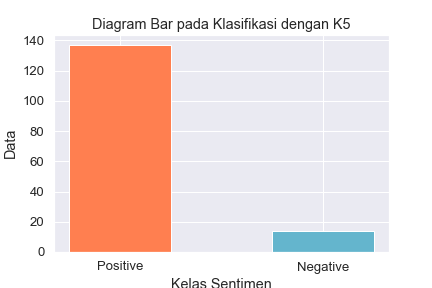 Diagram Bar pada Klasifikasi dengan K5
140
120
100
80
60
40
20
0
Data
Positive
Negative
Kelas Sentimen